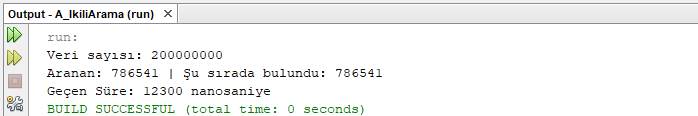 Output - A_IkiliArama (run)
run:
Veri sayısı: 200000000
Aranan: 786541 | Şu sırada bulundu: 786541
Geçen Süre: 12300 nanosaniye
BUILD SUCCESSFUL (total time: 0 seconds)